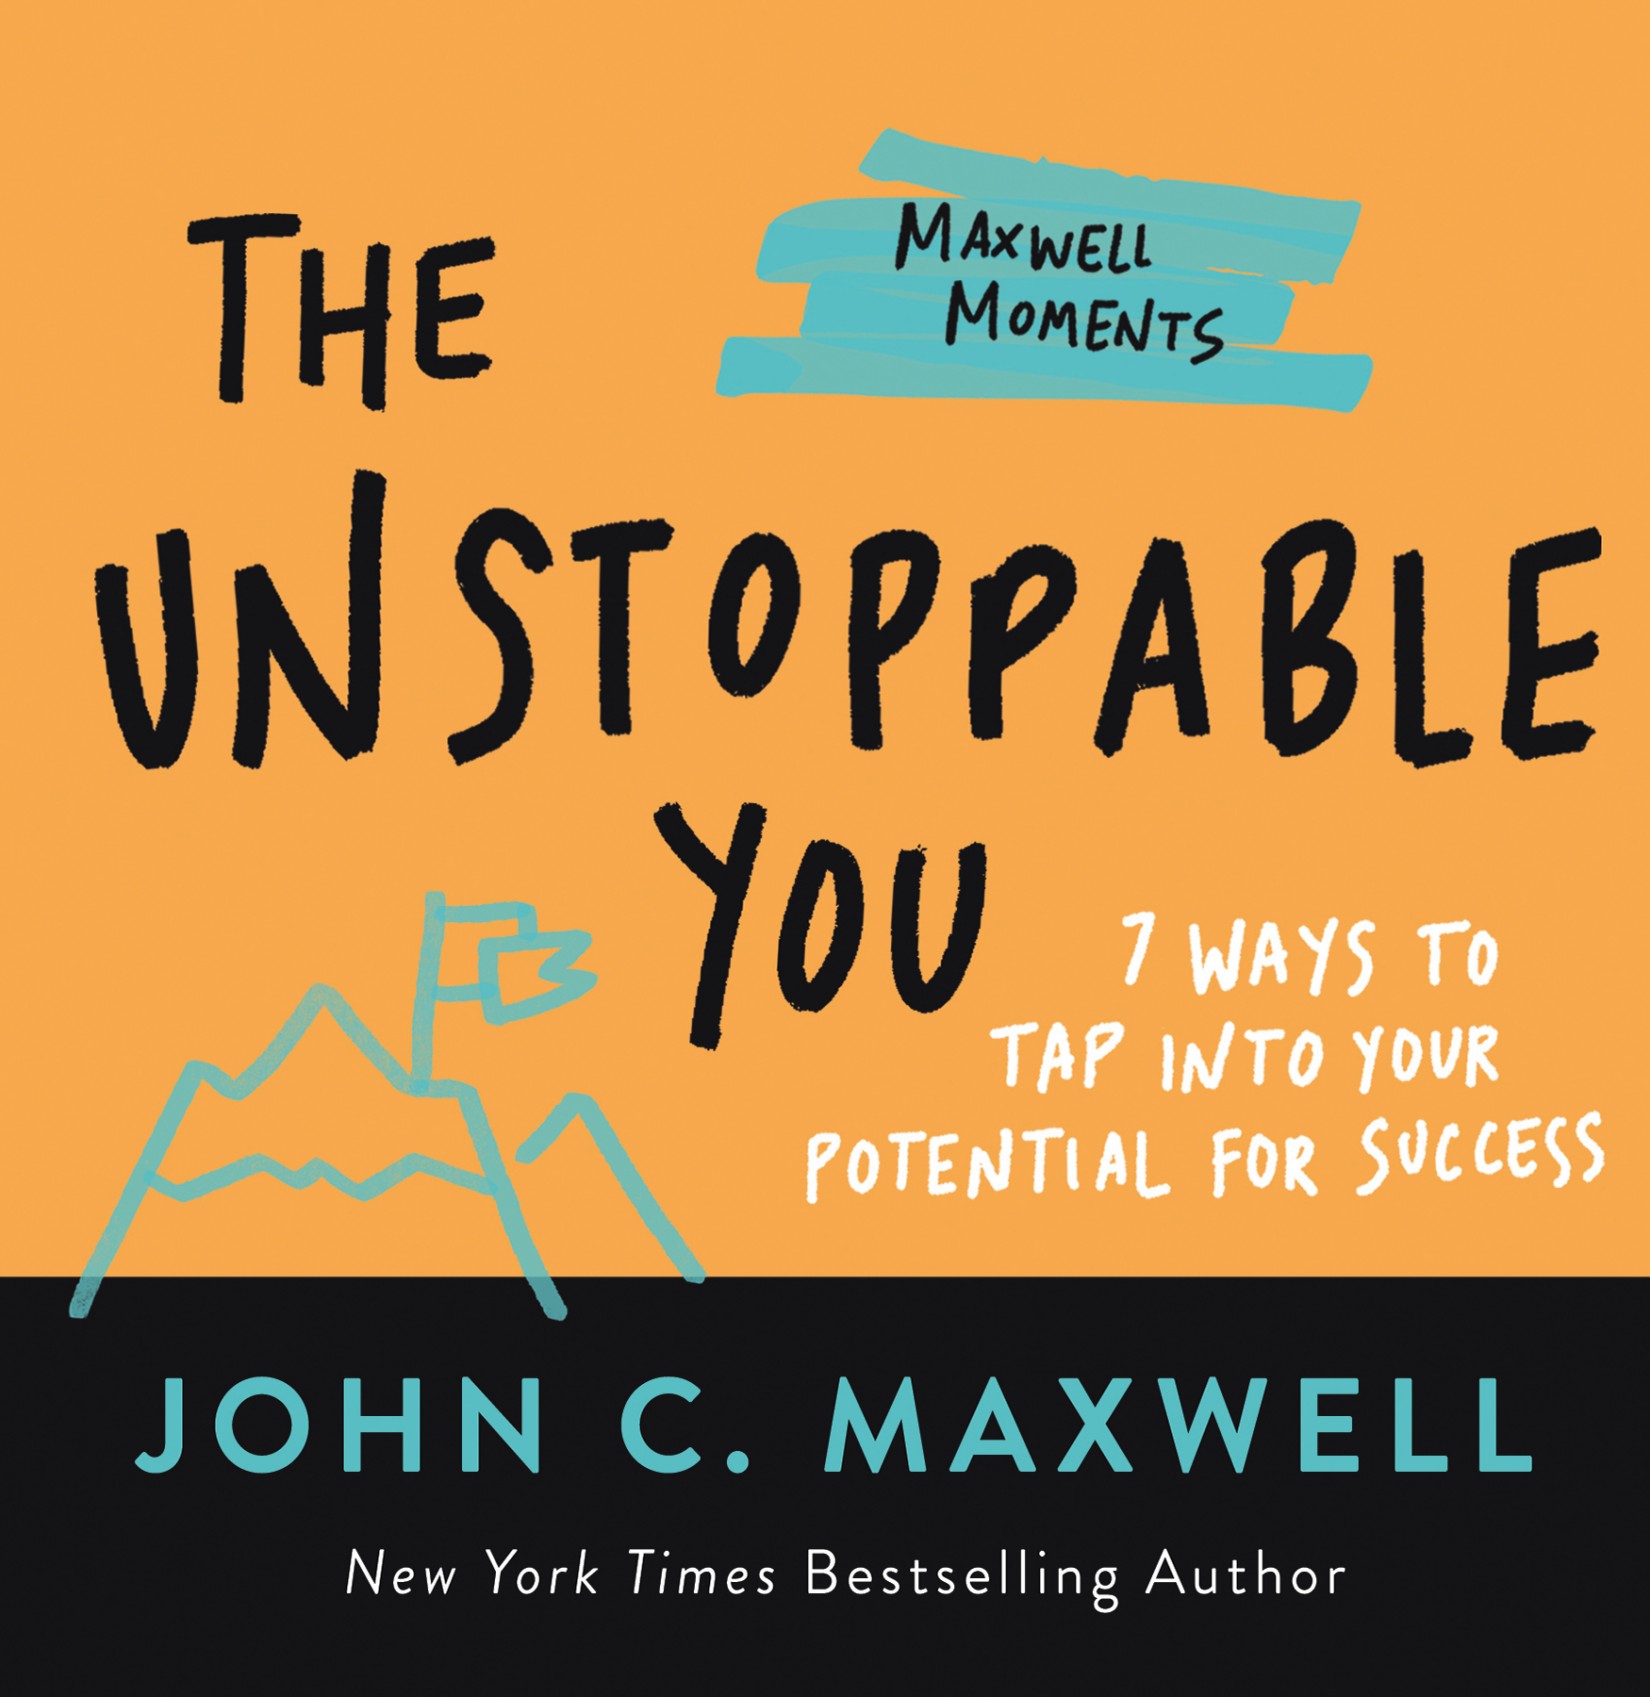 THE
MAXWELL
MOMENTS
UNSTOPPABLE
YOU
7 WAYS TO
TAP INTO YOUR
POTENTIAL FOR SUCCESS
JOHN C. MAXWELL
New York Times Bestselling Author